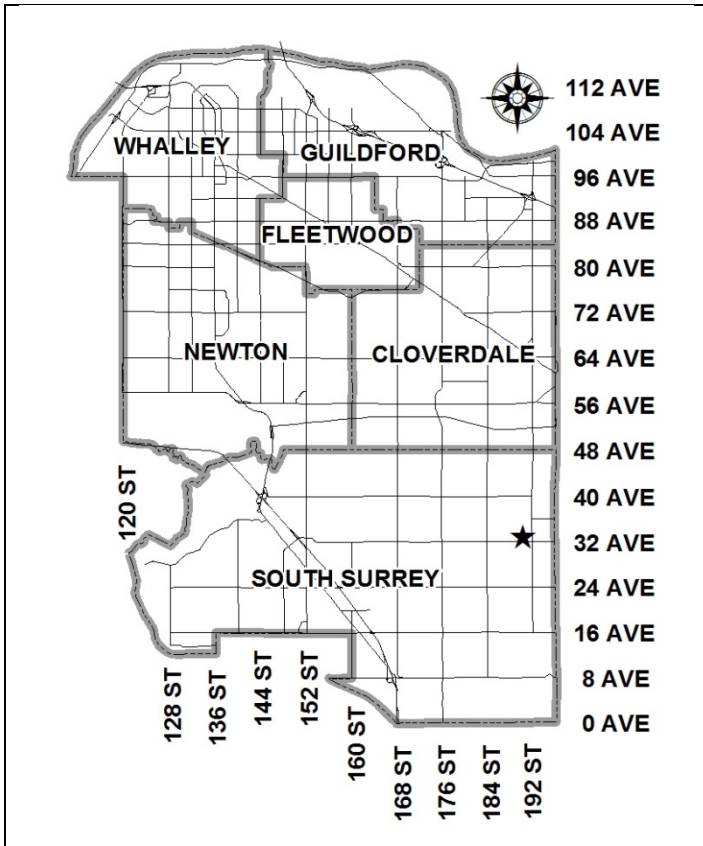 112 AVE
104 AVE
WHALLEY
GUILDFORD
96 AVE
88 AVE
FLEETWOOD
80 AVE
72 AVE
NEWTON
CLOVERDALE
64 AVE
56 AVE
48 AVE
120 ST
40 AVE
32 AVE
SOUTH SURREY
24 AVE
16 AVE
8 AVE
0 AVE
128 ST
136 ST
144 ST
152 ST
160 ST
168 ST
176 ST
184 ST
192 ST